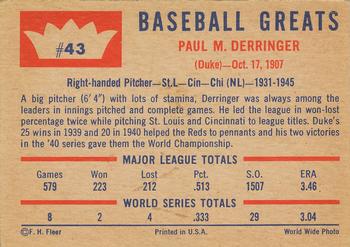 BASEBALL GREATS
#43
PAUL M. DERRINGER
(Duke)—Oct. 17, 1907
Right-handed Pitcher—St.L—Cin—Chi (NL)—1931-1945
A big pitcher (6' 4") with lots of stamina, Derringer was always among the
leaders in innings pitched and complete games. He led the league in won-lost
percentage twice while pitching St. Louis and Cincinnati to league titles. Duke's
25 wins in 1939 and 20 in 1940 helped the Reds to pennants and his two victories
in the '40 series gave them the World Championship.
MAJOR LEAGUE TOTALS
Games Won Lost Pct. S.O. ERA
579 223 212 .513 1507 3.46
WORLD SERIES TOTALS
8 2 4 .333 29 3.04
©F. H. Fleer Printed in U.S.A. World Wide Photo